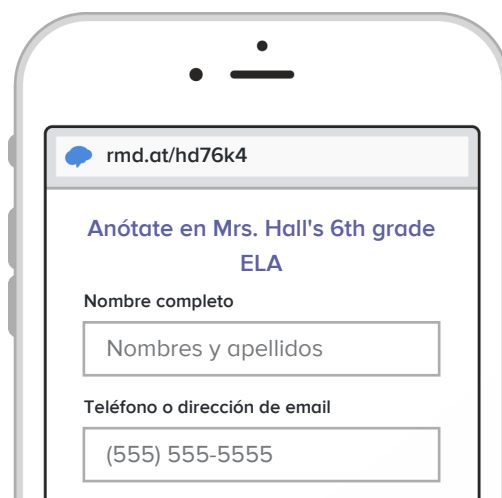 rmd.at/hd76k4
Anótate en Mrs. Hall's 6th grade
ELA
Nombre completo
Nombres y apellidos
Teléfono o dirección de email
(555) 555-5555